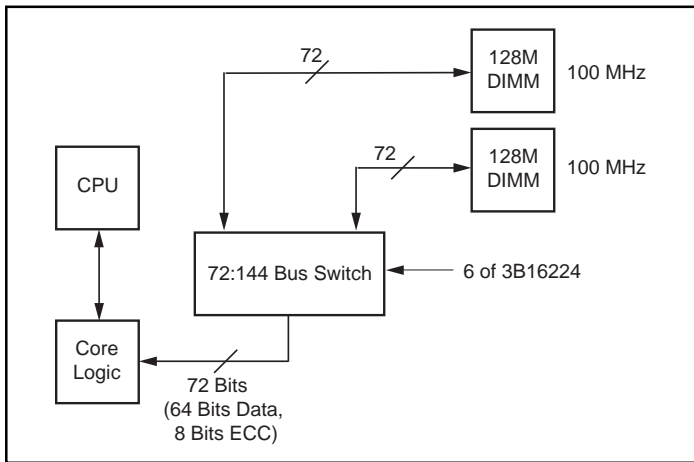 72
128M
DIMM
100 MHz
72
128M
DIMM
100 MHz
CPU
72:144 Bus Switch
6 of 3B16224
Core
Logic
72 Bits
(64 Bits Data,
8 Bits ECC)